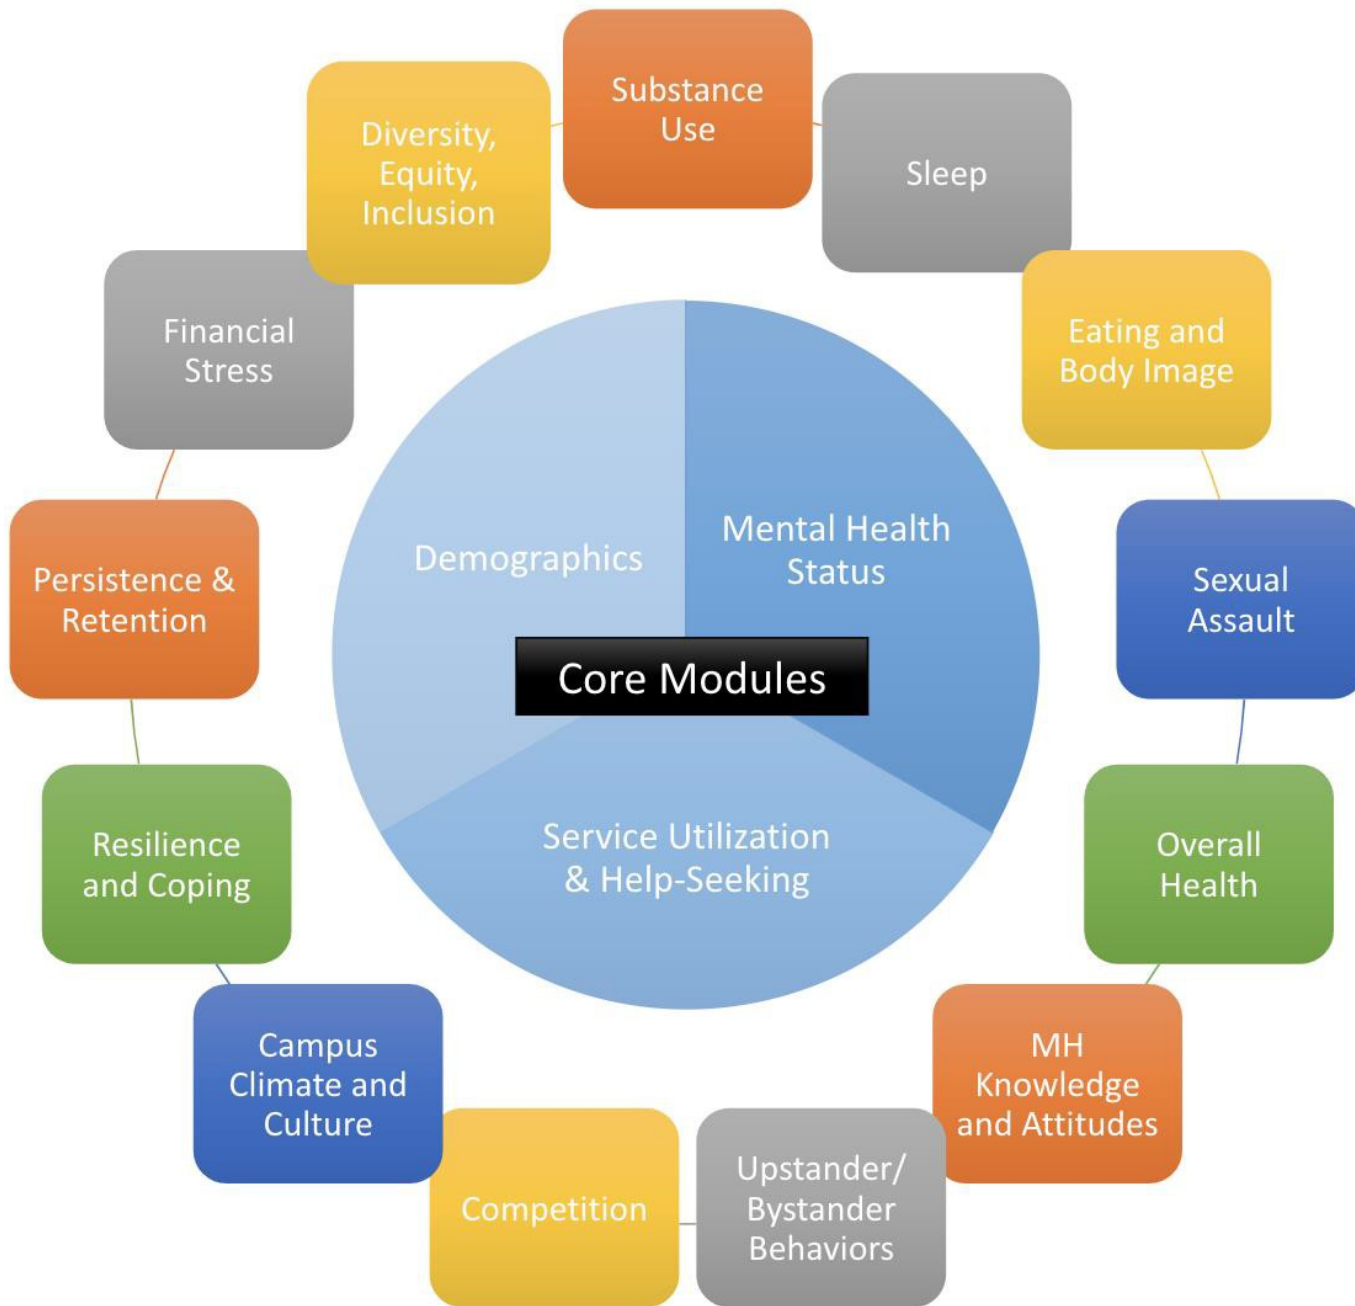 Substance
Use
Sleep
Eating and
Body Image
Sexual
Assault
Overall
Health
MH
Knowledge
and Attitudes
Upstander/
Bystander
Behaviors
Competition
Campus
Climate and
Culture
Resilience
and Coping
Persistence &
Retention
Financial
Stress
Diversity,
Equity,
Inclusion
Demographics
Mental Health
Status
Core Modules
Service Utilization
& Help-Seeking